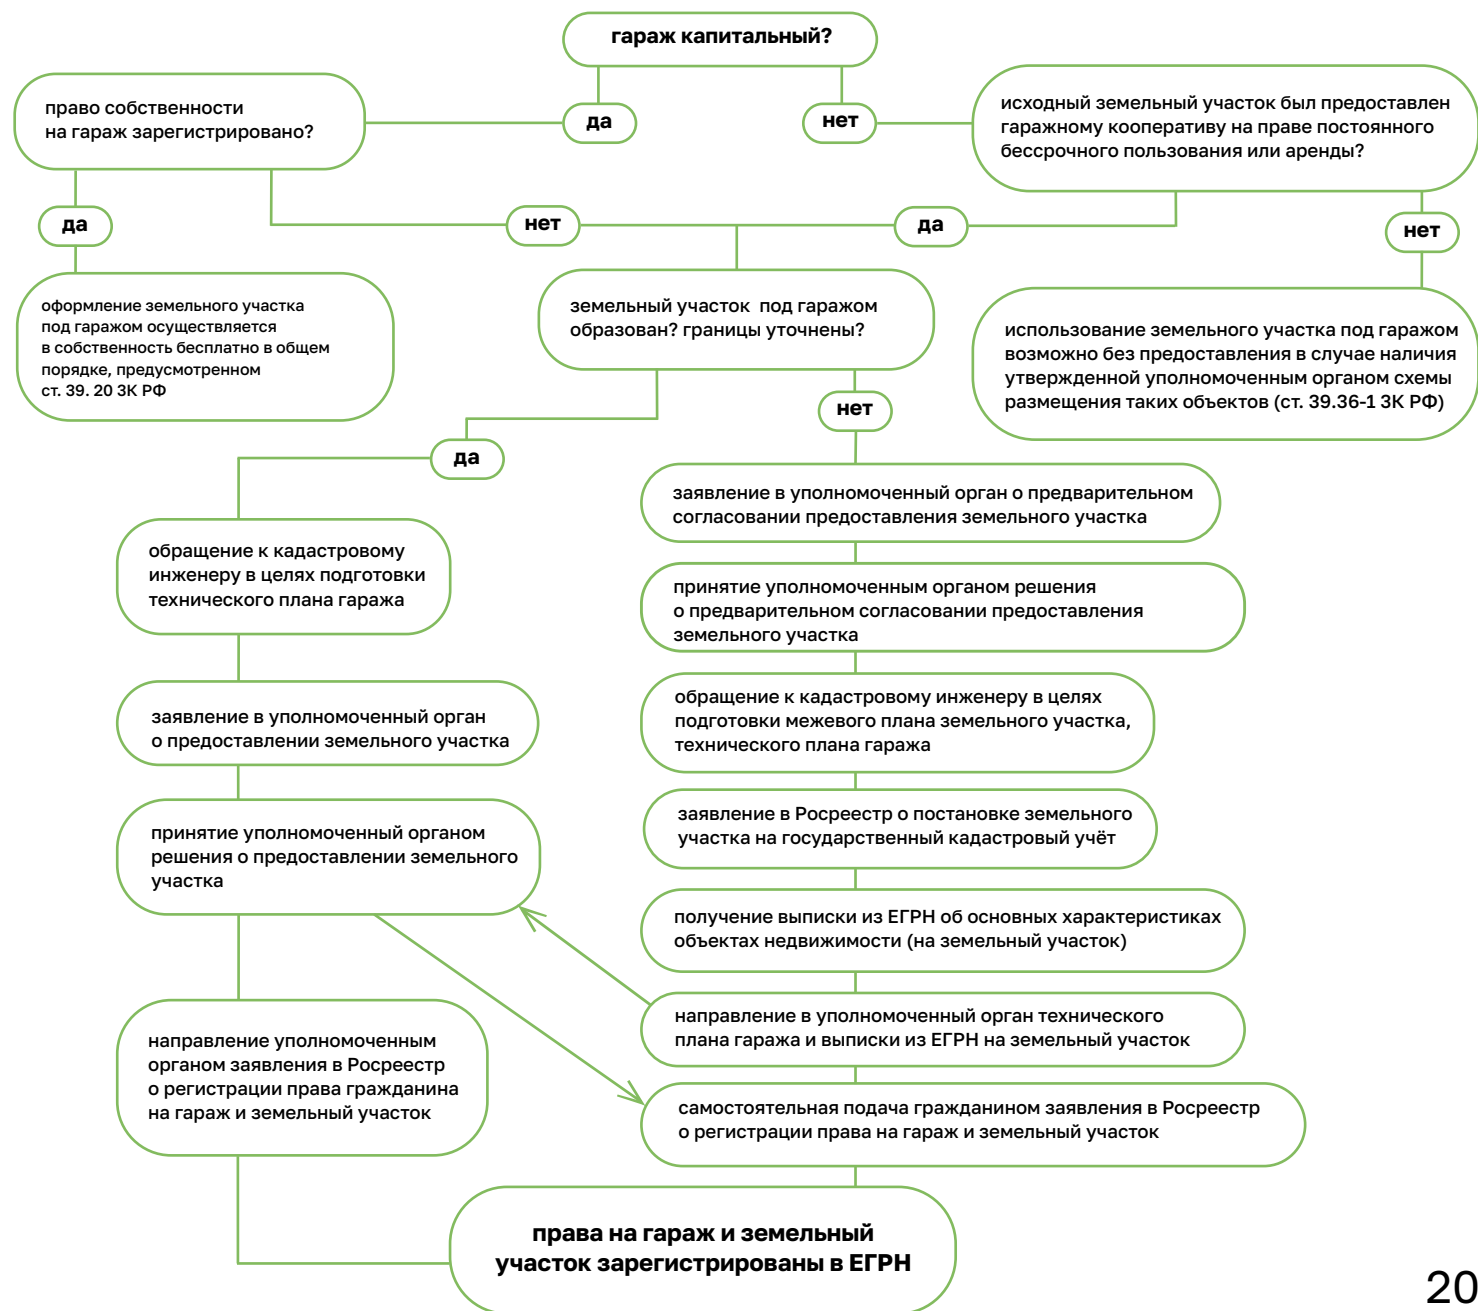 гараж капитальный?
да
нет
право собственности
на гараж зарегистрировано?
исходный земельный участок был предоставлен
гаражному кооперативу на праве постоянного
бессрочного пользования или аренды?
да
нет
да
нет
оформление земельного участка
под гаражом осуществляется
в собственность бесплатно в общем
порядке, предусмотренном
ст. 39. 20 ЗК РФ
земельный участок под гаражом
образован? границы уточнены?
использование земельного участка под гаражом
возможно без предоставления в случае наличия
утвержденной уполномоченным органом схемы
размещения таких объектов (ст. 39.36-1 ЗК РФ)
да
нет
обращение к кадастровому
инженеру в целях подготовки
технического плана гаража
заявление в уполномоченный орган
о предоставлении земельного участка
принятие уполномоченный органом
решения о предоставлении земельного
участка
направление уполномоченным
органом заявления в Росреестр
о регистрации права гражданина
на гараж и земельный участок
заявление в уполномоченный орган о предварительном
согласовании предоставления земельного участка
принятие уполномоченным органом решения
о предварительном согласовании предоставления
земельного участка
обращение к кадастровому инженеру в целях
подготовки межевого плана земельного участка,
технического плана гаража
заявление в Росреестр о постановке земельного
участка на государственный кадастровый учёт
получение выписки из ЕГРН об основных характеристиках
объектах недвижимости (на земельный участок)
направление в уполномоченный орган технического
плана гаража и выписки из ЕГРН на земельный участок
самостоятельная подача гражданином заявления в Росреестр
о регистрации права на гараж и земельный участок
права на гараж и земельный
участок зарегистрированы в ЕГРН
20